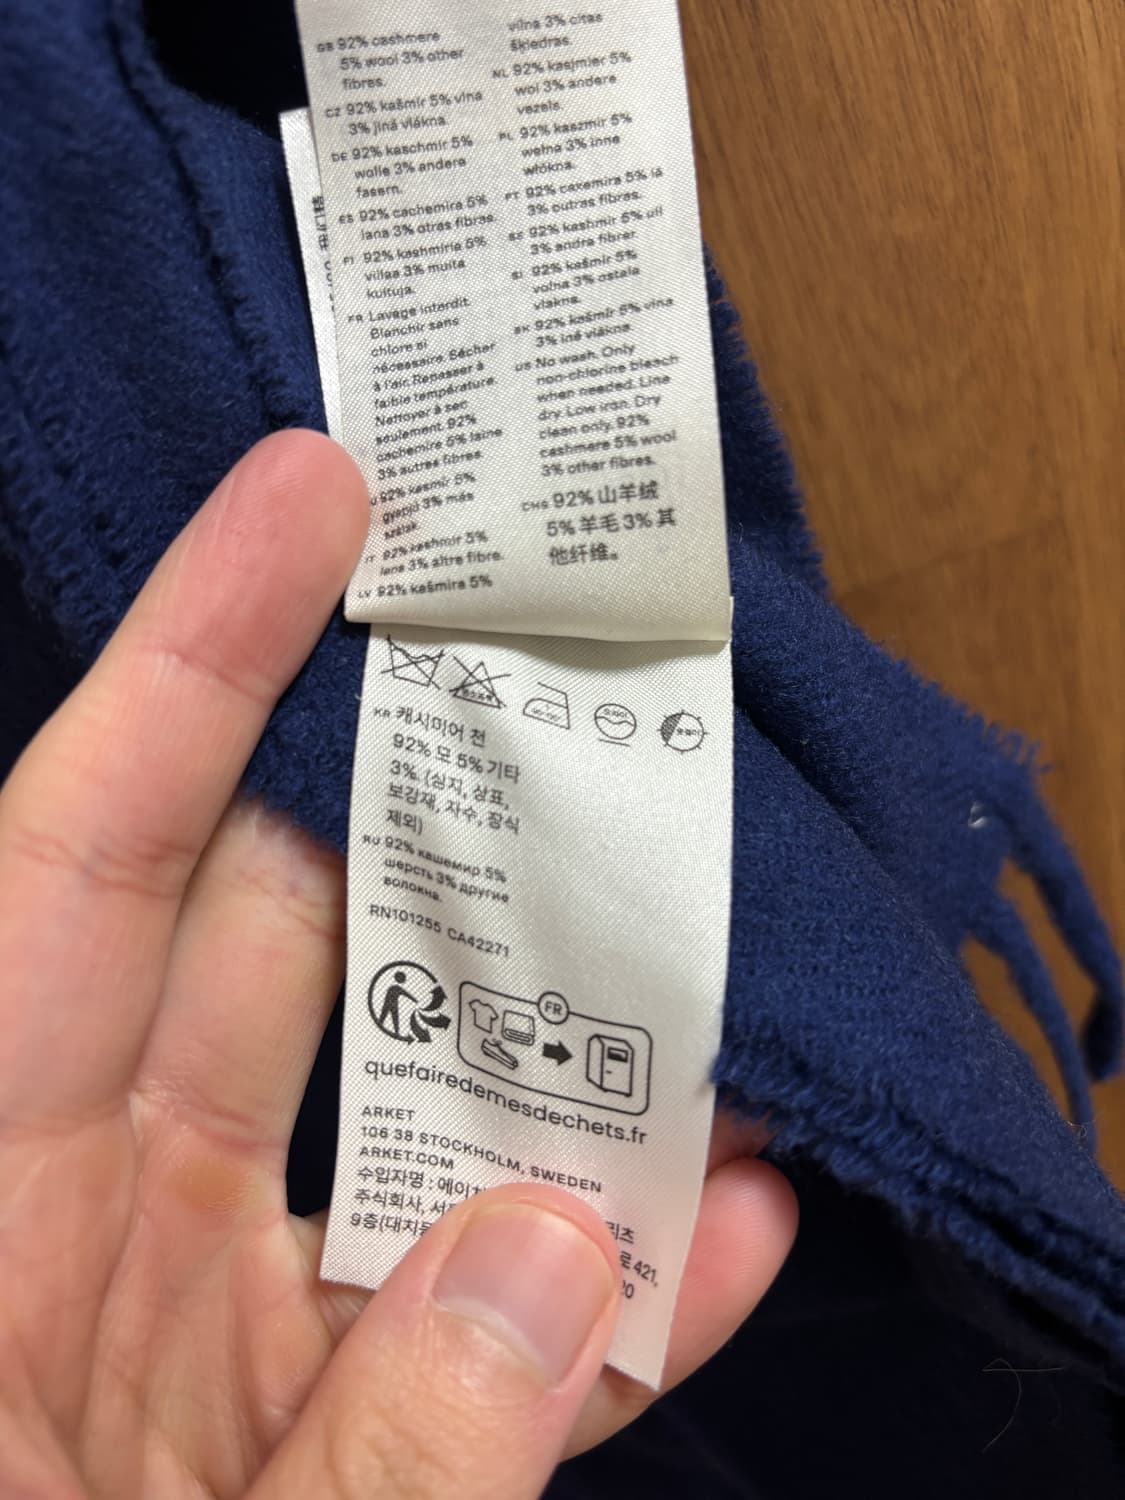 GB 92% cashmere
5% wool 3% other
fibres.
CZ 92% kašmír 5% vlna
3% jiná vlákna.
DE 92% kaschmir 5%
wolle 3% andere
fasern.
ES 92% cachemira 5%
lana 3% otras fibras.
FI 92% kashmiria 5%
villaa 3% muita
kuituja.
FR Lavage interdit.
Blanchir sans
chlore si
nécessaire. Sécher
à l'air. Repasser à
faible température.
Nettoyer à sec
seulement. 92%
cachemire 5% laine
3% autres fibres.
92% kasmír 5%
gyapjú 3% más
szálak.
IT 92% kashmir 5%
lana 3% altre fibre.
LV 92% kašmira 5%
vilna 3% citas
šķiedras.
NL 92% kasjmier 5%
wol 3% andere
vezels.
PL 92% kaszmir 5%
wełna 3% inne
włókna.
PT 92% caxemira 5% lã
3% outras fibras.
SE 92% kashmir 5% ull
3% andra fibrer
SI 92% kašmir 5%
volna 3% ostala
vlakna.
SK 92% kašmír 5% vlna
3% iné vlákna.
US No wash. Only
non-chlorine bleach
when needed. Line
dry. Low iron. Dry
clean only. 92%
cashmere 5% wool
3% other fibres.
CHS 92% 山羊绒
5% 羊毛 3% 其
他纤维。
KR 캐시미어 천
92% 모 5% 기타
3%. (심지, 상표,
보강재, 자수, 장식
제외)
RU 92% кашемир 5%
шерсть 3% другие
волокна.
RN101255 CA42271
FR
quefairedemesdechets.fr
ARKET
106 38 STOCKHOLM, SWEDEN
ARKET.COM
수입자명 : 에이
리츠
주식회사,
로 421,
9층(대치